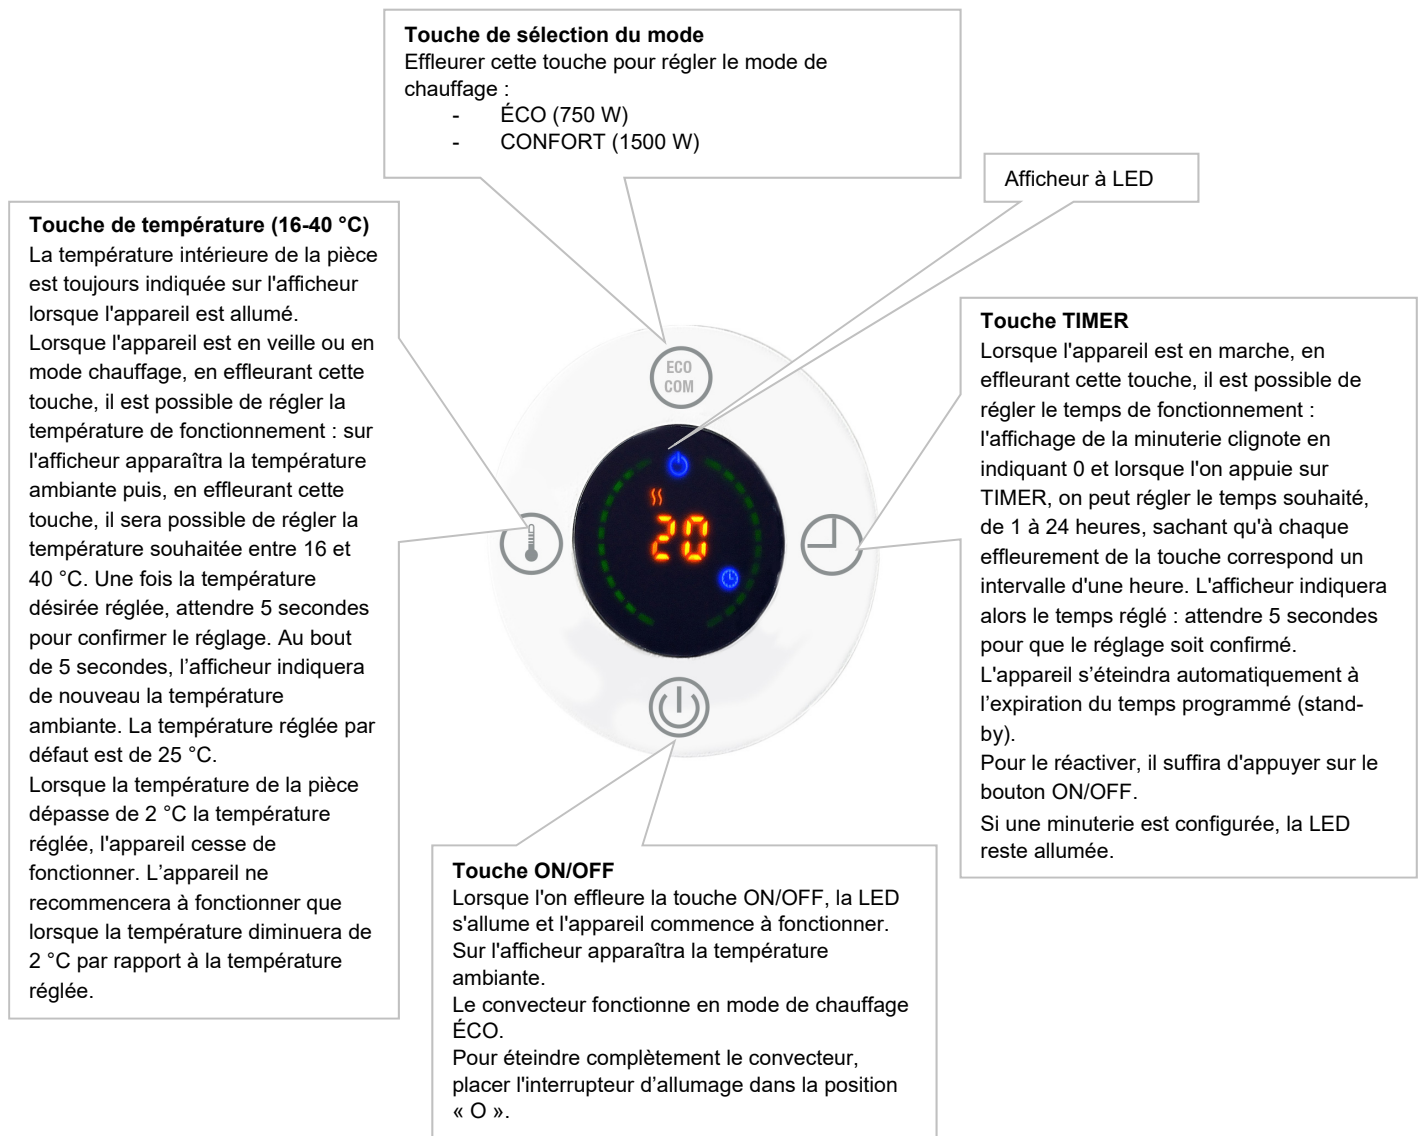 Touche de sélection du mode
Effleurer cette touche pour régler le mode de
chauffage :
- ÉCO (750 W)
- CONFORT (1500 W)
Afficheur à LED
Touche de température (16-40 °C)
La température intérieure de la pièce
est toujours indiquée sur l'afficheur
lorsque l'appareil est allumé.
Lorsque l'appareil est en veille ou en
mode chauffage, en effleurant cette
touche, il est possible de régler la
température de fonctionnement : sur
l'afficheur apparaîtra la température
ambiante puis, en effleurant cette
touche, il sera possible de régler la
température souhaitée entre 16 et
40 °C. Une fois la température
désirée réglée, attendre 5 secondes
pour confirmer le réglage. Au bout
de 5 secondes, l’afficheur indiquera
de nouveau la température
ambiante. La température réglée par
défaut est de 25 °C.
Lorsque la température de la pièce
dépasse de 2 °C la température
réglée, l'appareil cesse de
fonctionner. L’appareil ne
recommencera à fonctionner que
lorsque la température diminuera de
2 °C par rapport à la température
réglée.
ECO
COM
20
Touche TIMER
Lorsque l'appareil est en marche, en
effleurant cette touche, il est possible de
régler le temps de fonctionnement :
l'affichage de la minuterie clignote en
indiquant 0 et lorsque l'on appuie sur
TIMER, on peut régler le temps souhaité,
de 1 à 24 heures, sachant qu'à chaque
effleurement de la touche correspond un
intervalle d'une heure. L'afficheur indiquera
alors le temps réglé : attendre 5 secondes
pour que le réglage soit confirmé.
L'appareil s’éteindra automatiquement à
l’expiration du temps programmé (stand-
by).
Pour le réactiver, il suffira d'appuyer sur le
bouton ON/OFF.
Si une minuterie est configurée, la LED
reste allumée.
Touche ON/OFF
Lorsque l'on effleure la touche ON/OFF, la LED
s'allume et l'appareil commence à fonctionner.
Sur l'afficheur apparaîtra la température
ambiante.
Le convecteur fonctionne en mode de chauffage
ÉCO.
Pour éteindre complètement le convecteur,
placer l'interrupteur d’allumage dans la position
« O ».